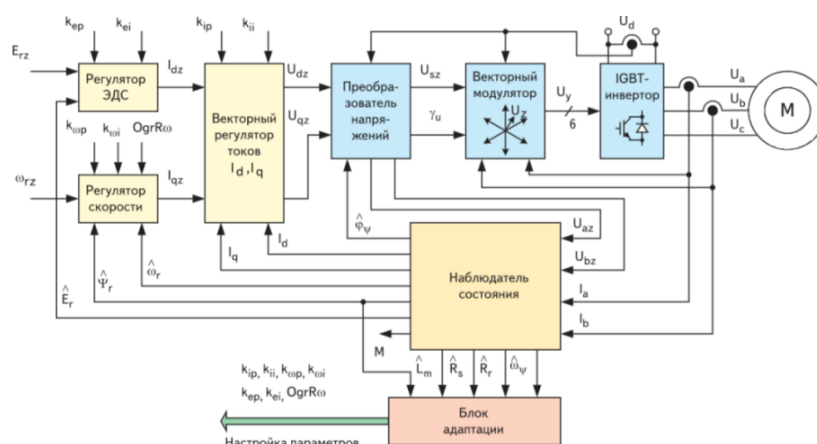 k_ep
k_ei
k_ip
k_ii
U_d
E_rz
Регулятор
ЭДС
I_dz
k_ωp
k_ωi
OgrRω
ω_rz
Регулятор
скорости
I_qz
Векторный
регулятор
токов
I_d, I_q
U_dz
U_qz
Преобра-
зователь
напря-
жений
U_sz
γ_u
Векторный
модулятор
U_z
U_y
6
IGBT-
инвертор
U_a
U_b
U_c
M
φ̂_ψ
U_az
U_bz
I_d
I_q
ω̂_r
Ψ̂_r
Ê_r
Наблюдатель
состояния
I_a
I_b
M
L̂_m
R̂_s
R̂_r
ω̂_ψ
k_ip, k_ii, k_ωp, k_ωi
k_ep, k_ei, OgrRω
Блок
адаптации
Настройка параметров